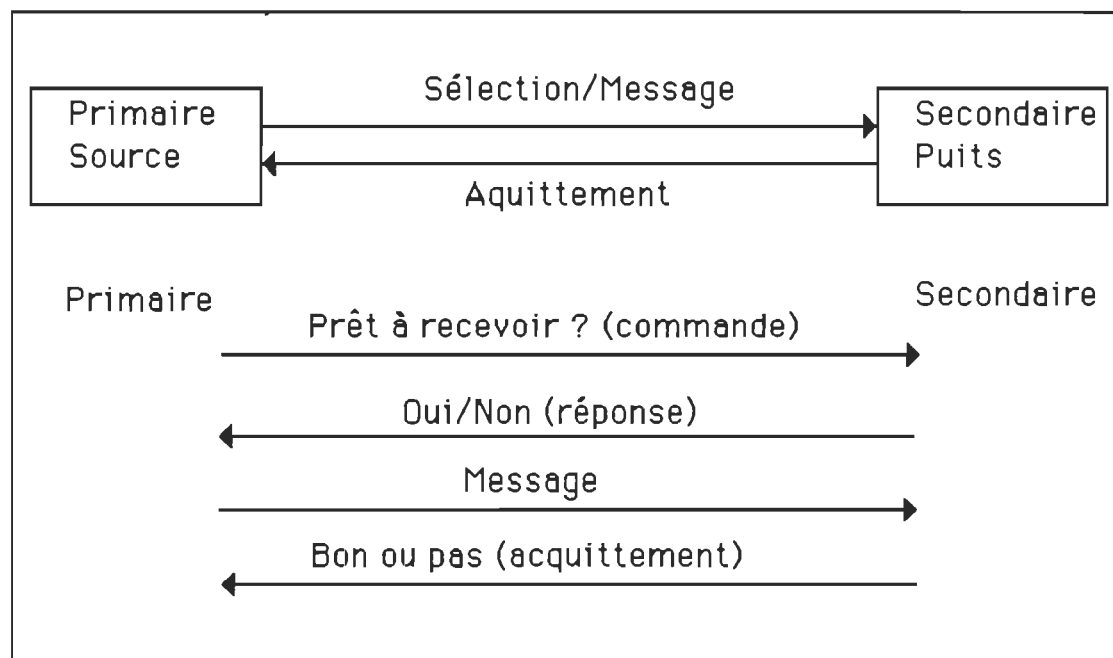 Sélection/Message
Primaire
Source
Secondaire
Puits
Aquittement
Primaire
Secondaire
Prêt à recevoir ? (commande)
Oui/Non (réponse)
Message
Bon ou pas (acquittement)